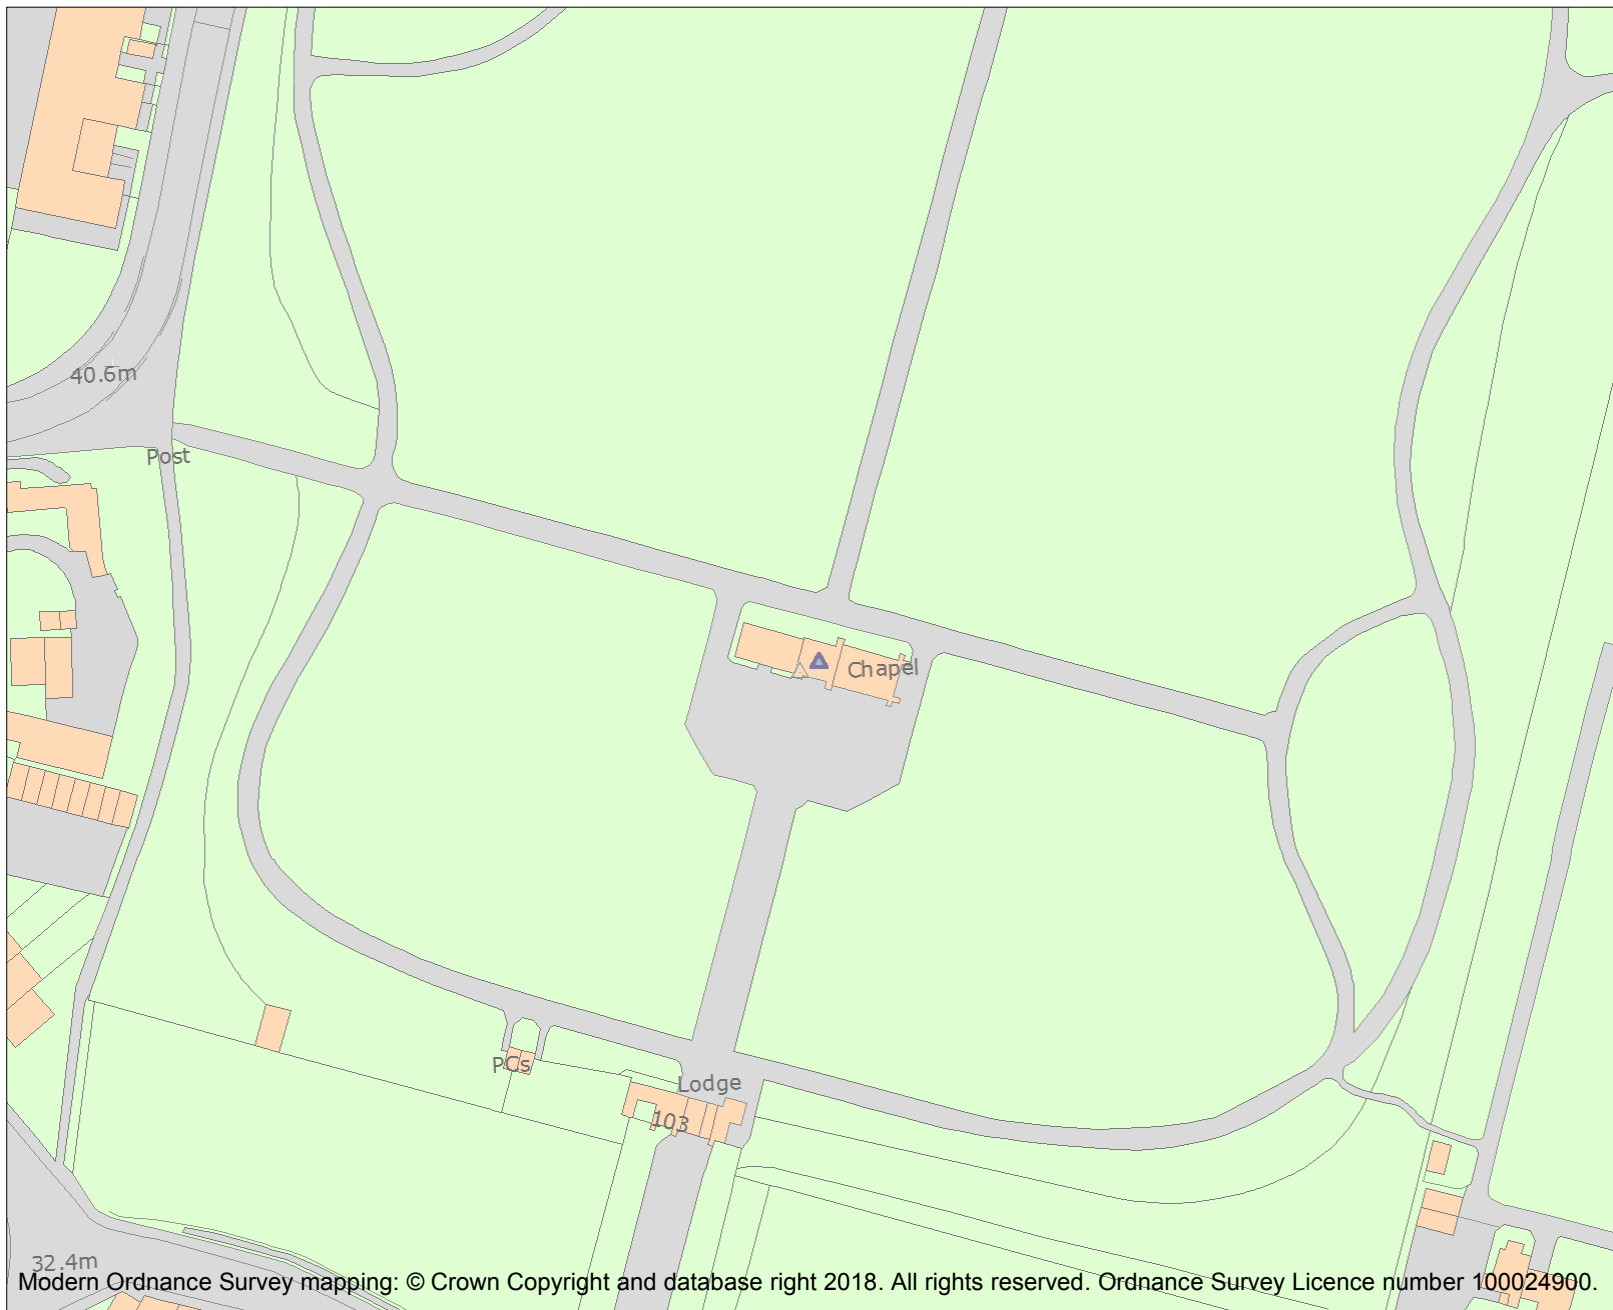 40.6m
Post
Chapel
PCs
Lodge
103
32.4m
Modern Ordnance Survey mapping: © Crown Copyright and database right 2018. All rights reserved. Ordnance Survey Licence number 100024900.